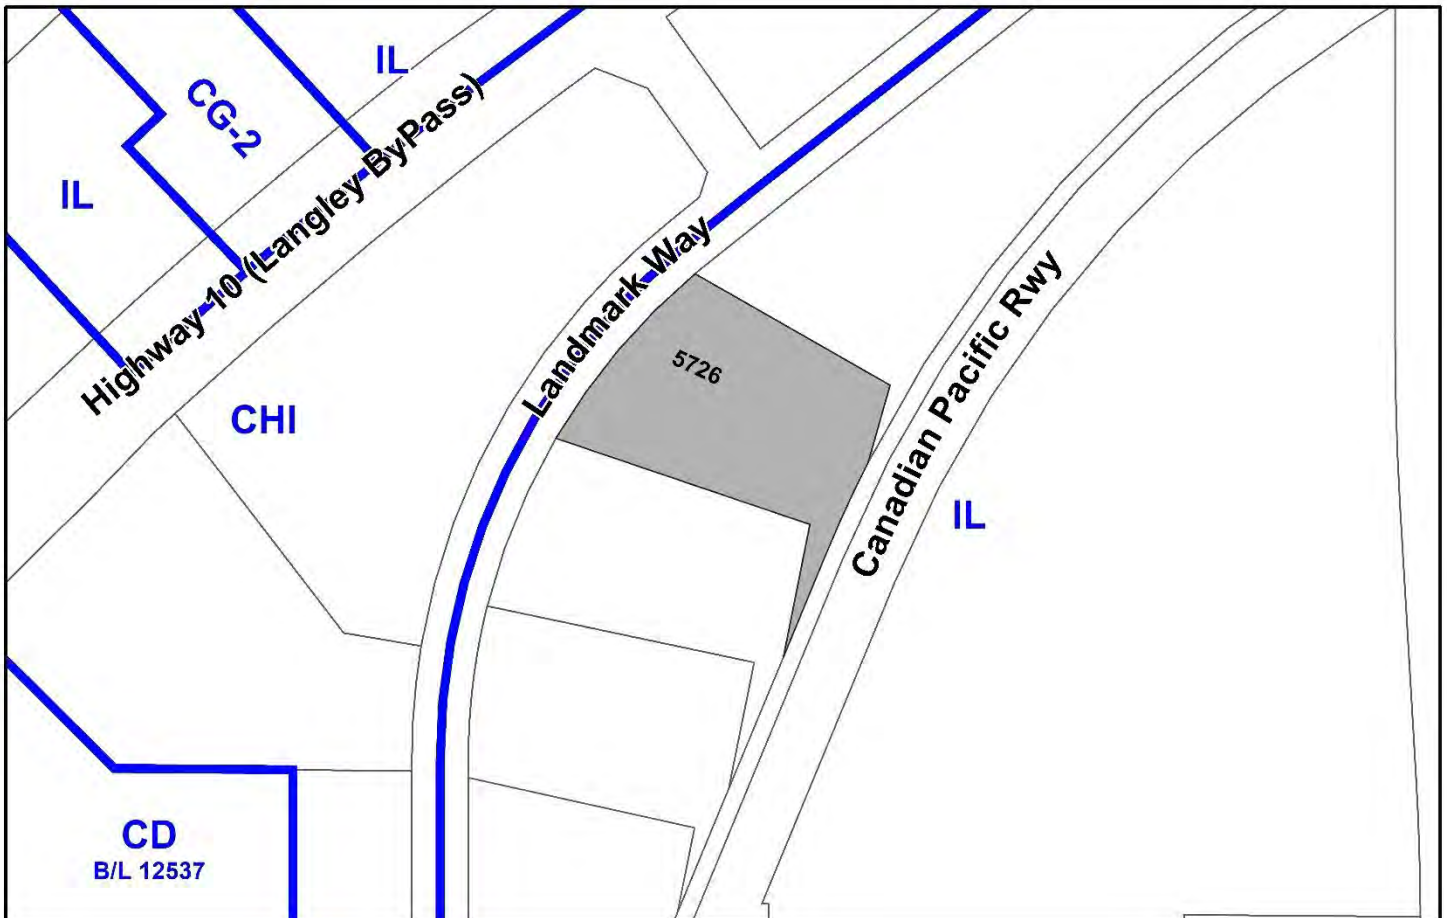 IL
CG-2
IL
Highway 10 (Langley ByPass)
Landmark Way
5726
Canadian Pacific Rwy
CHI
IL
CD
B/L 12537